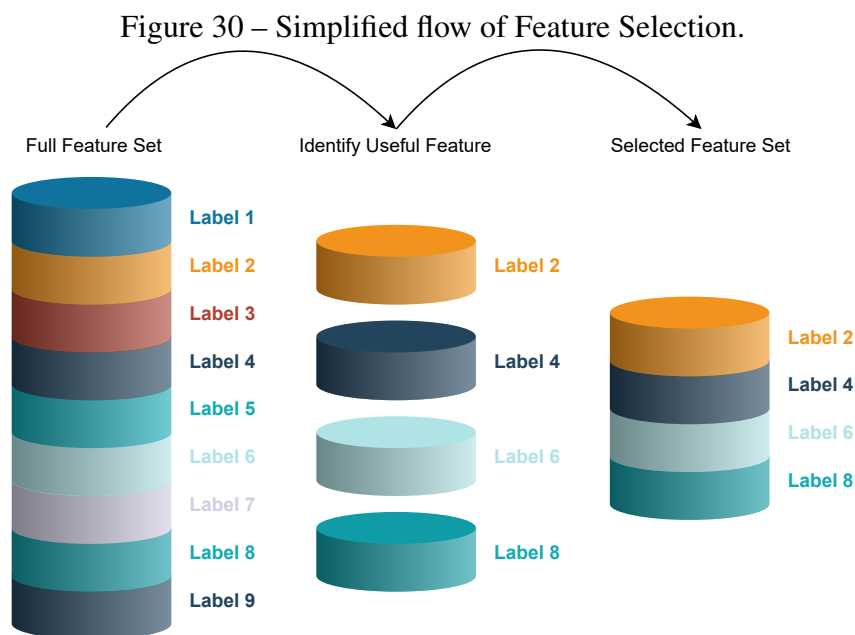 Figure 30 – Simplified flow of Feature Selection.
Full Feature Set
Identify Useful Feature
Selected Feature Set
Label 1
Label 2
Label 3
Label 4
Label 5
Label 6
Label 7
Label 8
Label 9
Label 2
Label 4
Label 6
Label 8
Label 2
Label 4
Label 6
Label 8